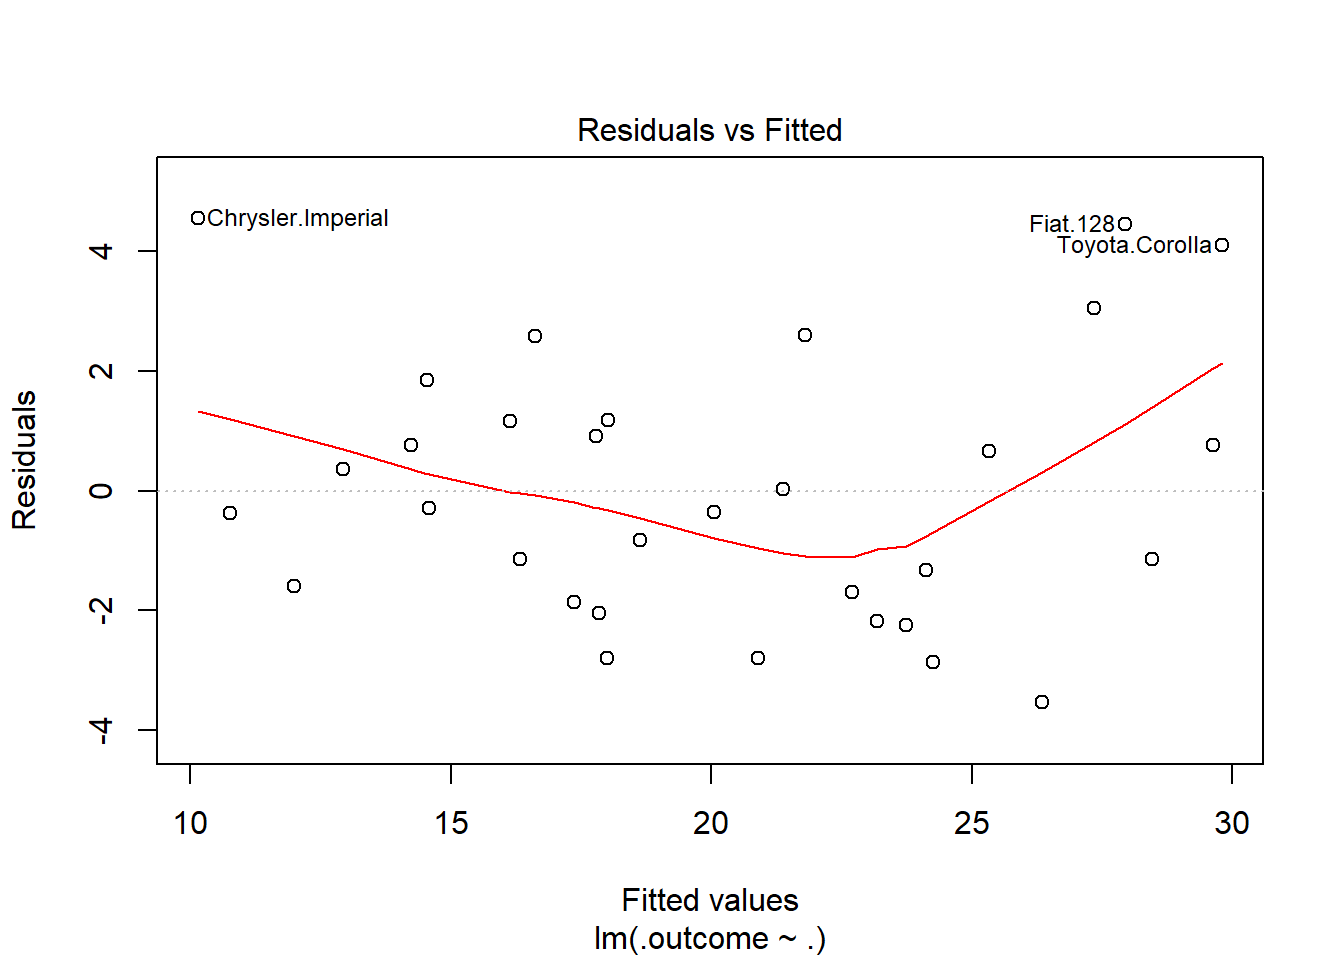 Residuals vs Fitted
Chrysler.Imperial
Fiat.128
Toyota.Corolla
4
2
0
-2
-4
Residuals
10 15 20 25 30
Fitted values
lm(.outcome ~ .)